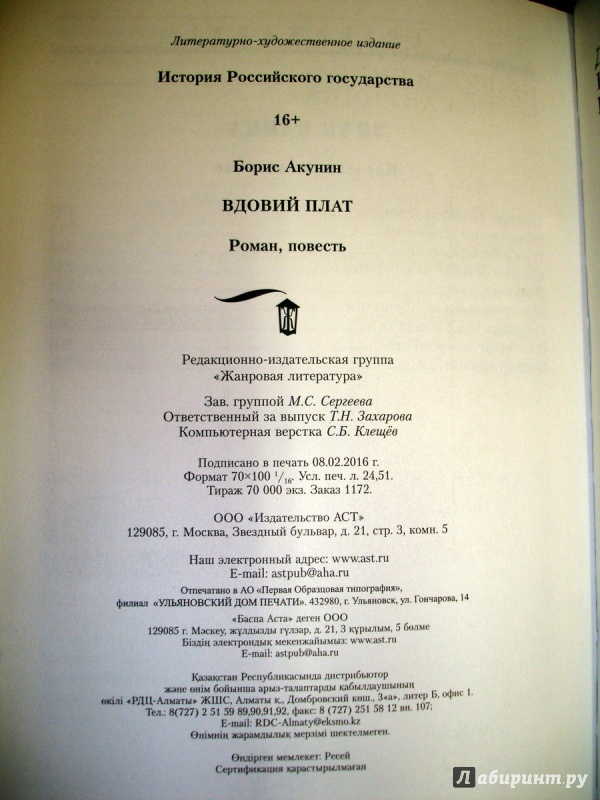 Литературно-художественное издание
История Российского государства
16+
Борис Акунин
ВДОВИЙ ПЛАТ
Роман, повесть
Ж
Редакционно-издательская группа
«Жанровая литература»
Зав. группой М.С. Сергеева
Ответственный за выпуск Т.Н. Захарова
Компьютерная верстка С.Б. Клещёв
Подписано в печать 08.02.2016 г.
Формат 70×100 1/16. Усл. печ. л. 24,51.
Тираж 70 000 экз. Заказ 1172.
ООО «Издательство АСТ»
129085, г. Москва, Звездный бульвар, д. 21, стр. 3, комн. 5
Наш электронный адрес: www.ast.ru
E-mail: astpub@aha.ru
Отпечатано в АО «Первая Образцовая типография»,
филиал «УЛЬЯНОВСКИЙ ДОМ ПЕЧАТИ». 432980, г. Ульяновск, ул. Гончарова, 14
«Баспа Аста» деген ООО
129085 г. Мәскеу, жұлдызды гүлзар, д. 21, 3 құрылым, 5 бөлме
Біздің электрондық мекенжайымыз: www.ast.ru
E-mail: astpub@aha.ru
Қазақстан Республикасында дистрибьютор
және өнім бойынша арыз-талаптарды қабылдаушының
өкілі «РДЦ-Алматы» ЖШС, Алматы қ., Домбровский көш., 3«а», литер Б, офис 1.
Тел.: 8(727) 2 51 59 89,90,91,92, факс: 8 (727) 251 58 12 вн. 107;
E-mail: RDC-Almaty@eksmo.kz
Өнімнің жарамдылық мерзімі шектелмеген.
Өндірген мемлекет: Ресей
Сертификация қарастырылмаған
Лабиринт.ру